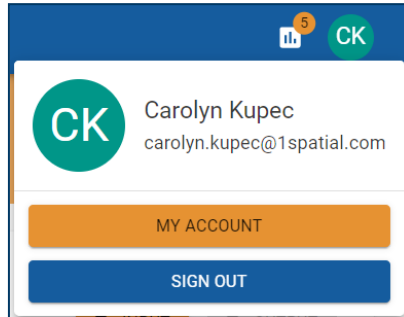 5
CK
CK
Carolyn Kupec
carolyn.kupec@1spatial.com
MY ACCOUNT
SIGN OUT